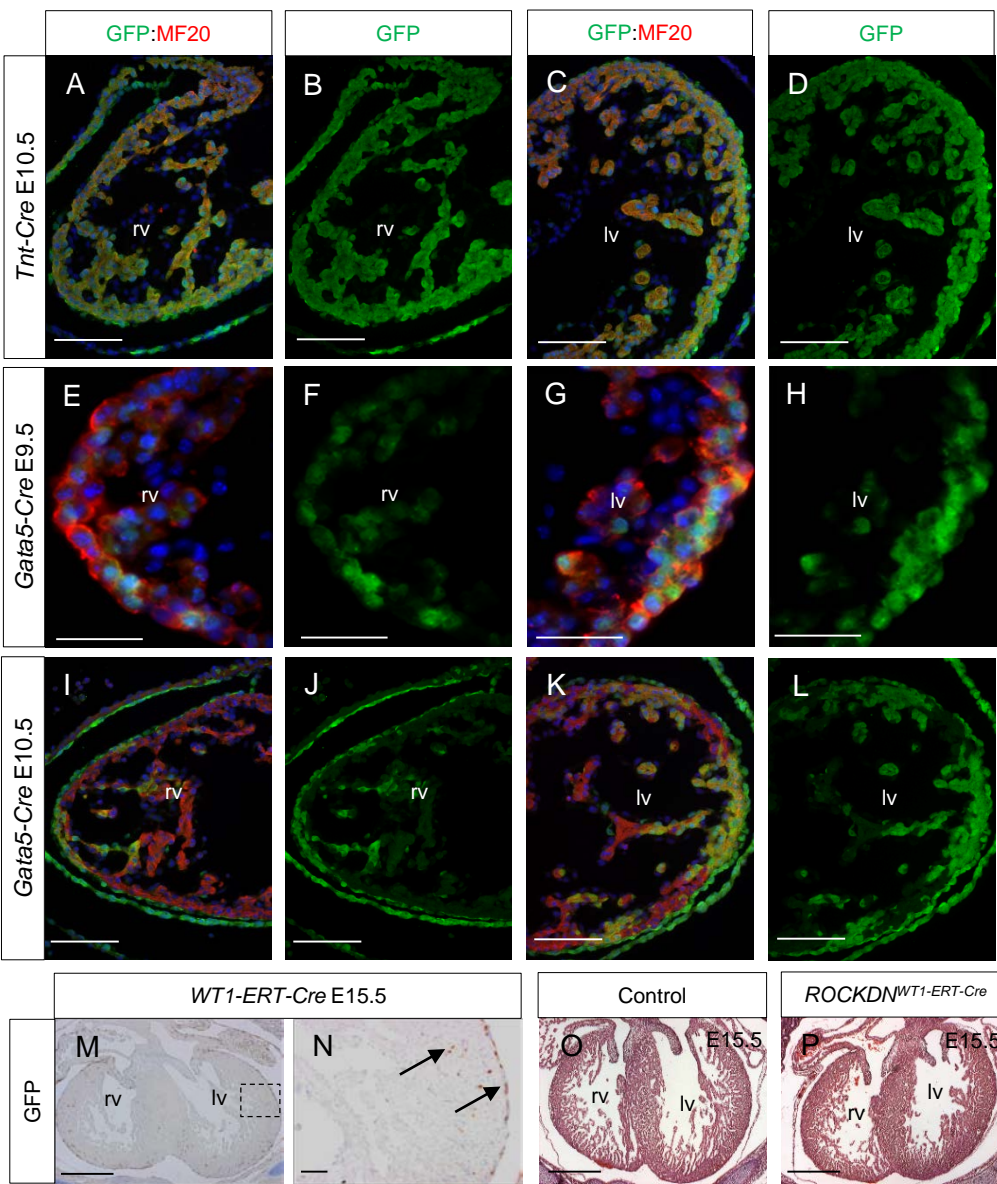 GFP:MF20 GFP GFP:MF20 GFP
Tnt-Cre E10.5
A B C D
rv rv lv lv
Gata5-Cre E9.5
E F G H
rv rv lv lv
Gata5-Cre E10.5
I J K L
rv rv lv lv
WT1-ERT-Cre E15.5 Control ROCKDN^WT1-ERT-Cre
GFP
M N O E15.5 P E15.5
rv lv rv lv rv lv